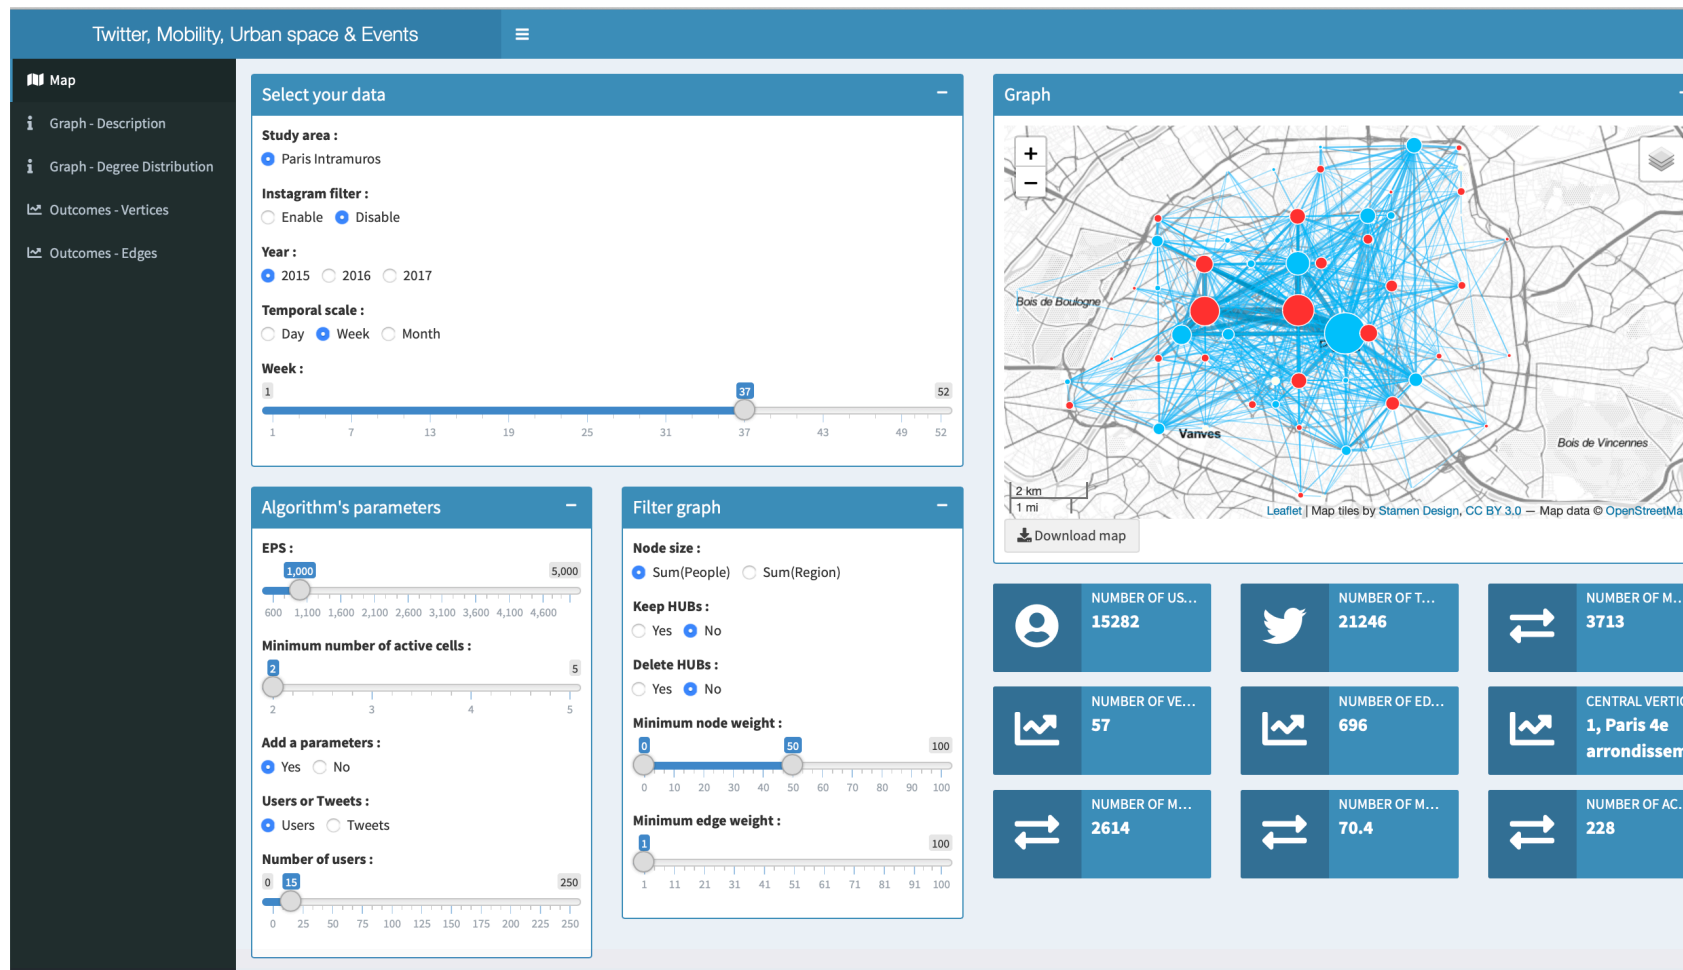 Twitter, Mobility, Urban space & Events
Map
Graph - Description
Graph - Degree Distribution
Outcomes - Vertices
Outcomes - Edges
Select your data
Study area :
Paris Intramuros
Instagram filter :
Enable Disable
Year :
2015 2016 2017
Temporal scale :
Day Week Month
Week :
1 37 52
1 7 13 19 25 31 37 43 49 52
Algorithm's parameters
EPS :
1,000 5,000
600 1,100 1,600 2,100 2,600 3,100 3,600 4,100 4,600
Minimum number of active cells :
2 5
2 3 4 5
Add a parameters :
Yes No
Users or Tweets :
Users Tweets
Number of users :
0 15 250
0 25 50 75 100 125 150 175 200 225 250
Filter graph
Node size :
Sum(People) Sum(Region)
Keep HUBs :
Yes No
Delete HUBs :
Yes No
Minimum node weight :
0 50 100
0 10 20 30 40 50 60 70 80 90 100
Minimum edge weight :
1 100
1 11 21 31 41 51 61 71 81 91 100
Graph
+
−
Bois de Boulogne
Vanves
Bois de Vincennes
2 km
1 mi
Leaflet | Map tiles by Stamen Design, CC BY 3.0 — Map data © OpenStreetMa
Download map
NUMBER OF US...
15282
NUMBER OF T...
21246
NUMBER OF M...
3713
NUMBER OF VE...
57
NUMBER OF ED...
696
CENTRAL VERTIC
1, Paris 4e
arrondissem
NUMBER OF M...
2614
NUMBER OF M...
70.4
NUMBER OF AC...
228